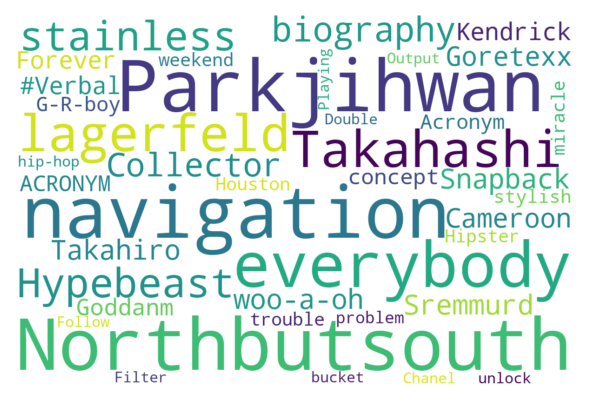 stainless biography Kendrick
Forever weekend Parkjihwan Playing Output Goretexx
#Verbal
G-R-boy Double Acronym miracle
lagerfeld Takahashi
hip-hop Collector concept Snapback
ACRONYM Houston stylish
navigation Cameroon
Takahiro Hipster
Hypebeast everybody
Goddanm woo-a-oh Sremmurd
Follow trouble problem
Northbutsouth
Filter bucket Chanel unlock